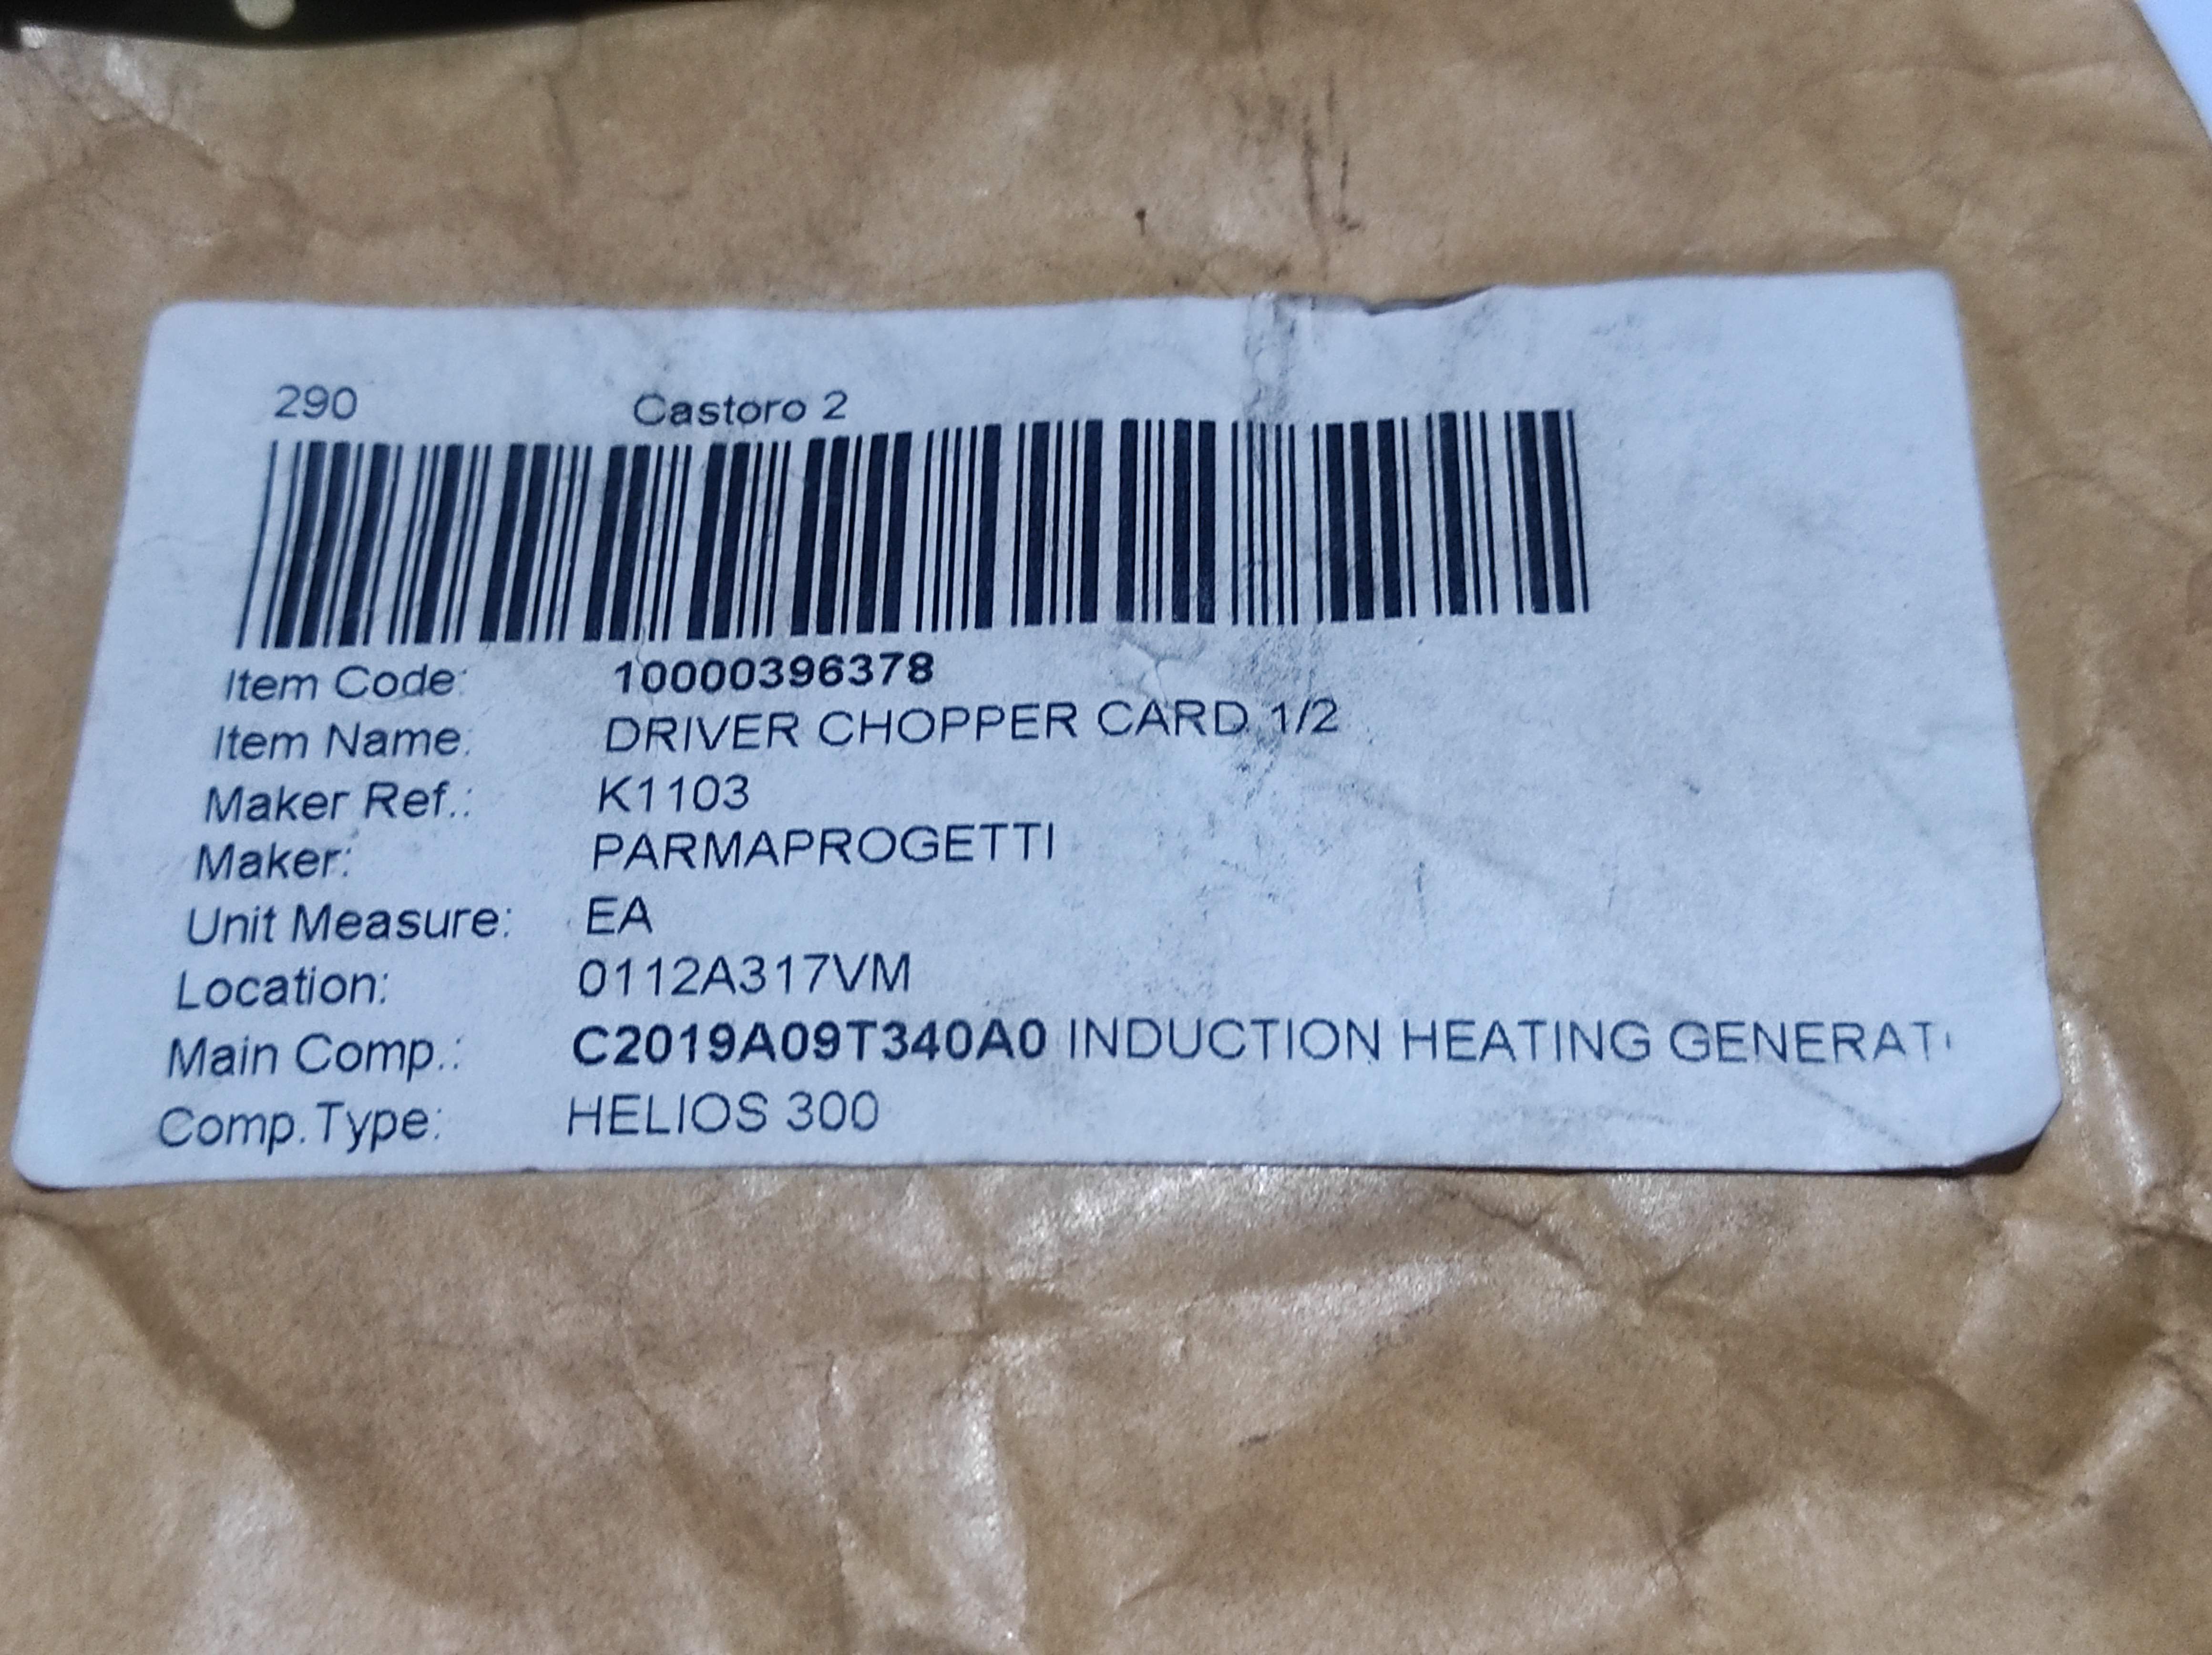 290 Castoro 2
Item Code: 10000396378
Item Name: DRIVER CHOPPER CARD 1/2
Maker Ref.: K1103
Maker: PARMAPROGETTI
Unit Measure: EA
Location: 0112A317VM
Main Comp.: C2019A09T340A0 INDUCTION HEATING GENERAT
Comp.Type: HELIOS 300